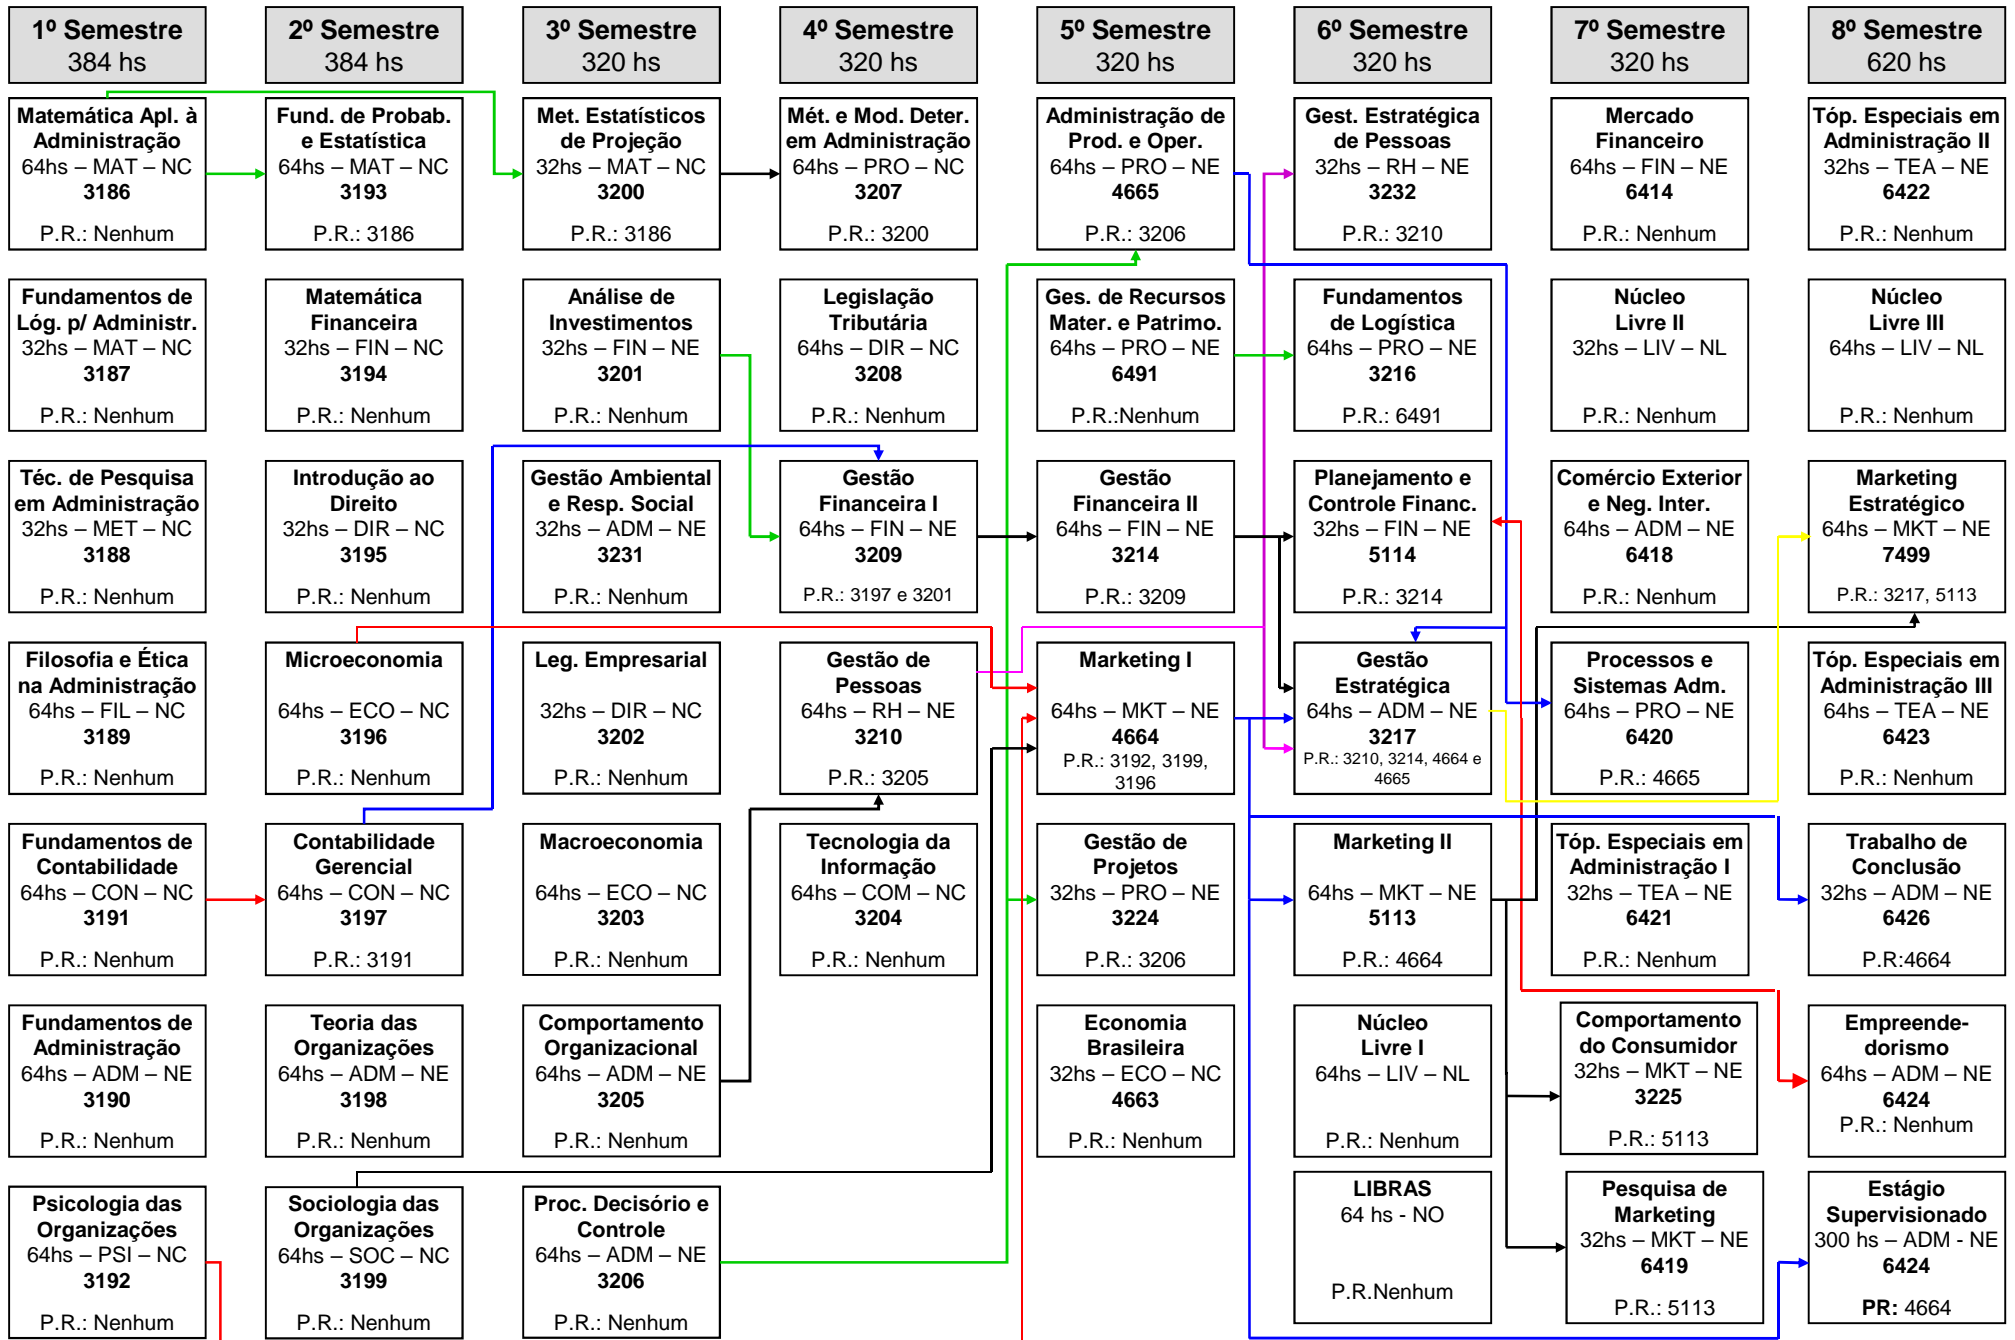 1º Semestre
384 hs
2º Semestre
384 hs
3º Semestre
320 hs
4º Semestre
320 hs
5º Semestre
320 hs
6º Semestre
320 hs
7º Semestre
320 hs
8º Semestre
620 hs
Matemática Apl. à
Administração
64hs – MAT – NC
3186
P.R.: Nenhum
Fund. de Probab.
e Estatística
64hs – MAT – NC
3193
P.R.: 3186
Met. Estatísticos
de Projeção
32hs – MAT – NC
3200
P.R.: 3186
Mét. e Mod. Deter.
em Administração
64hs – PRO – NC
3207
P.R.: 3200
Administração de
Prod. e Oper.
64hs – PRO – NE
4665
P.R.: 3206
Gest. Estratégica
de Pessoas
32hs – RH – NE
3232
P.R.: 3210
Mercado
Financeiro
64hs – FIN – NE
6414
P.R.: Nenhum
Tóp. Especiais em
Administração II
32hs – TEA – NE
6422
P.R.: Nenhum
Fundamentos de
Lóg. p/ Administr.
32hs – MAT – NC
3187
P.R.: Nenhum
Matemática
Financeira
32hs – FIN – NC
3194
P.R.: Nenhum
Análise de
Investimentos
32hs – FIN – NE
3201
P.R.: Nenhum
Legislação
Tributária
64hs – DIR – NC
3208
P.R.: Nenhum
Ges. de Recursos
Mater. e Patrimo.
64hs – PRO – NE
6491
P.R.:Nenhum
Fundamentos
de Logística
64hs – PRO – NE
3216
P.R.: 6491
Núcleo
Livre II
32hs – LIV – NL
P.R.: Nenhum
Núcleo
Livre III
64hs – LIV – NL
P.R.: Nenhum
Téc. de Pesquisa
em Administração
32hs – MET – NC
3188
P.R.: Nenhum
Introdução ao
Direito
32hs – DIR – NC
3195
P.R.: Nenhum
Gestão Ambiental
e Resp. Social
32hs – ADM – NE
3231
P.R.: Nenhum
Gestão
Financeira I
64hs – FIN – NE
3209
P.R.: 3197 e 3201
Gestão
Financeira II
64hs – FIN – NE
3214
P.R.: 3209
Planejamento e
Controle Financ.
32hs – FIN – NE
5114
P.R.: 3214
Comércio Exterior
e Neg. Inter.
64hs – ADM – NE
6418
P.R.: Nenhum
Marketing
Estratégico
64hs – MKT – NE
7499
P.R.: 3217, 5113
Filosofia e Ética
na Administração
64hs – FIL – NC
3189
P.R.: Nenhum
Microeconomia
64hs – ECO – NC
3196
P.R.: Nenhum
Leg. Empresarial
32hs – DIR – NC
3202
P.R.: Nenhum
Gestão de
Pessoas
64hs – RH – NE
3210
P.R.: 3205
Marketing I
64hs – MKT – NE
4664
P.R.: 3192, 3199,
3196
Gestão
Estratégica
64hs – ADM – NE
3217
P.R.: 3210, 3214, 4664 e
4665
Processos e
Sistemas Adm.
64hs – PRO – NE
6420
P.R.: 4665
Tóp. Especiais em
Administração III
64hs – TEA – NE
6423
P.R.: Nenhum
Fundamentos de
Contabilidade
64hs – CON – NC
3191
P.R.: Nenhum
Contabilidade
Gerencial
64hs – CON – NC
3197
P.R.: 3191
Macroeconomia
64hs – ECO – NC
3203
P.R.: Nenhum
Tecnologia da
Informação
64hs – COM – NC
3204
P.R.: Nenhum
Gestão de
Projetos
32hs – PRO – NE
3224
P.R.: 3206
Marketing II
64hs – MKT – NE
5113
P.R.: 4664
Tóp. Especiais em
Administração I
32hs – TEA – NE
6421
P.R.: Nenhum
Trabalho de
Conclusão
32hs – ADM – NE
6426
P.R:4664
Fundamentos de
Administração
64hs – ADM – NE
3190
P.R.: Nenhum
Teoria das
Organizações
64hs – ADM – NE
3198
P.R.: Nenhum
Comportamento
Organizacional
64hs – ADM – NE
3205
P.R.: Nenhum
Economia
Brasileira
32hs – ECO – NC
4663
P.R.: Nenhum
Núcleo
Livre I
64hs – LIV – NL
P.R.: Nenhum
Comportamento
do Consumidor
32hs – MKT – NE
3225
P.R.: 5113
Empreende-
dorismo
64hs – ADM – NE
6424
P.R.: Nenhum
Psicologia das
Organizações
64hs – PSI – NC
3192
P.R.: Nenhum
Sociologia das
Organizações
64hs – SOC – NC
3199
P.R.: Nenhum
Proc. Decisório e
Controle
64hs – ADM – NE
3206
P.R.: Nenhum
LIBRAS
64 hs - NO
P.R.Nenhum
Pesquisa de
Marketing
32hs – MKT – NE
6419
P.R.: 5113
Estágio
Supervisionado
300 hs – ADM - NE
6424
PR: 4664